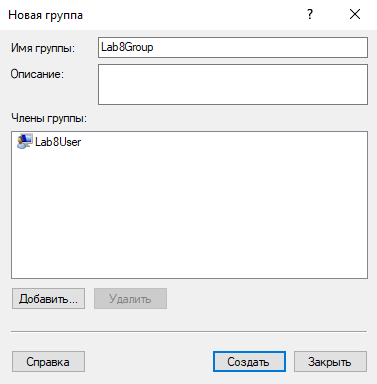 Новая группа
Имя группы: Lab8Group
Описание:
Члены группы:
Lab8User
Добавить... Удалить
Справка Создать Закрыть